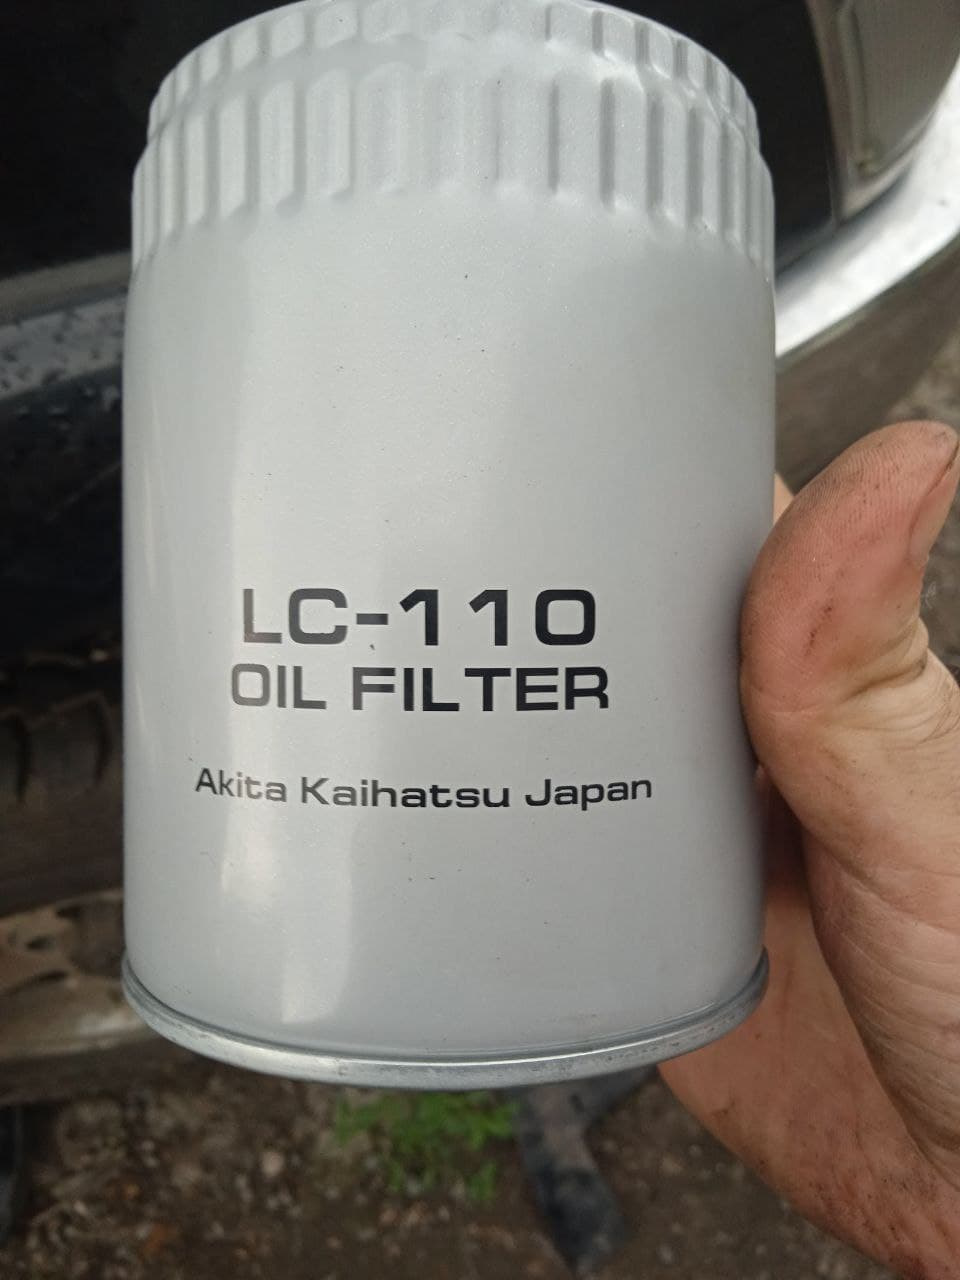 LC-110
OIL FILTER
Akita Kaihatsu Japan